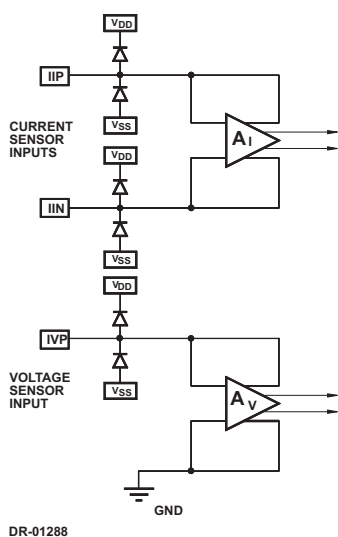 VDD
IIP
VSS
CURRENT
SENSOR
INPUTS
AI
VDD
IIN
VSS
VDD
IVP
VSS
VOLTAGE
SENSOR
INPUT
AV
GND
DR-01288